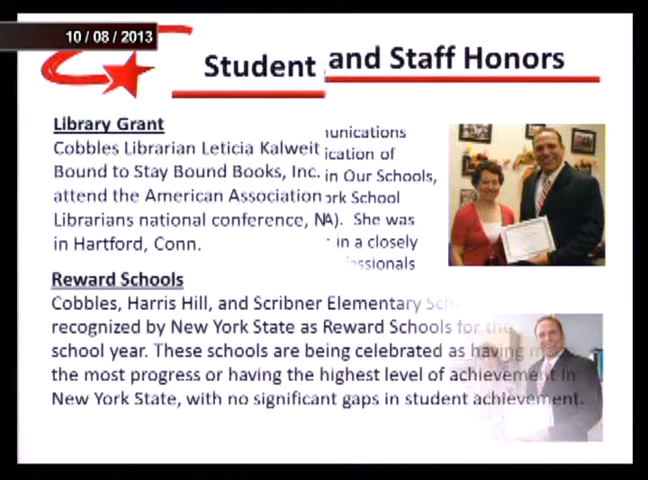 10 / 08 / 2013
Student and Staff Honors
Library Grant
Cobbles Librarian Leticia Kalweit
Bound to Stay Bound Books, Inc.
attend the American Association
Librarians national conference,
in Hartford, Conn.
ication of
in Our Schools,
School
She was
in a closely
Reward Schools
Cobbles, Harris Hill, and Scribner Elementary
recognized by New York State as Reward Schools for the
school year. These schools are being celebrated as having
the most progress or having the highest level of achievement in
New York State, with no significant gaps in student achievement.